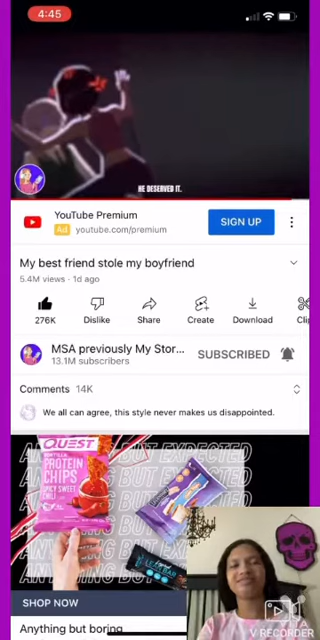 4:45
HE DESERVED IT.
YouTube Premium
Ad youtube.com/premium
SIGN UP
My best friend stole my boyfriend
5.4M views · 1d ago
276K
Dislike
Share
Create
Download
Cli
MSA previously My Stor...
13.1M subscribers
SUBSCRIBED
Comments 14K
We all can agree, this style never makes us disappointed.
ANYTHING BUT EXPECTED
QUEST
TORTILLA
PROTEIN
CHIPS
SPICY SWEET
CHILI
SHOP NOW
Anything but boring
V RECORDER